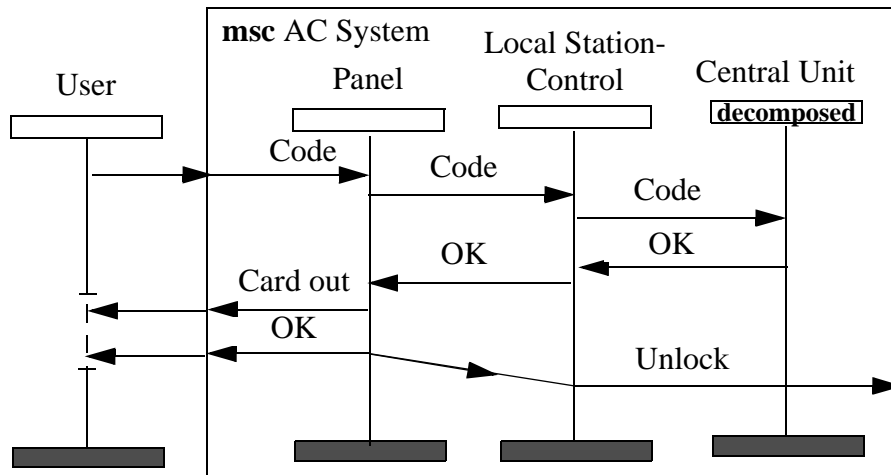 msc AC System
User
Panel
Local Station-
Control
Central Unit
decomposed
Code
Code
Code
OK
OK
Card out
OK
Unlock